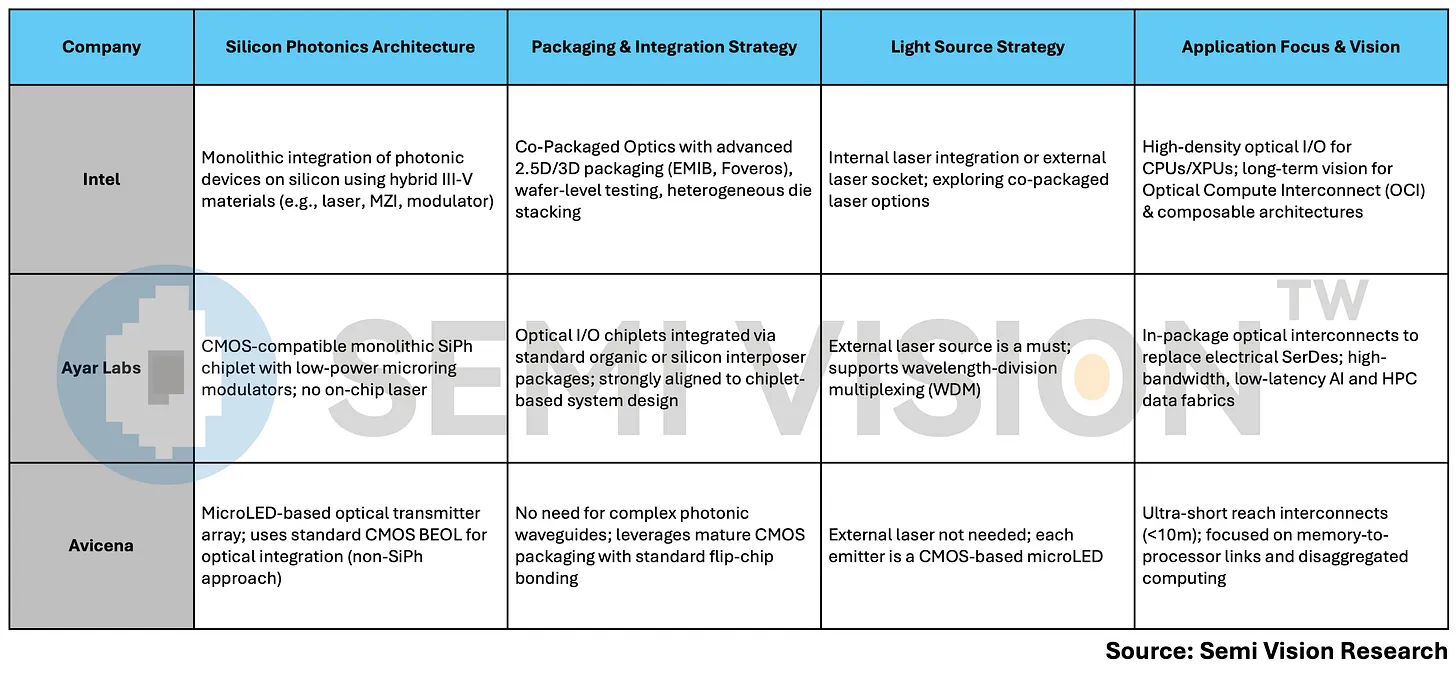 Company
Silicon Photonics Architecture
Packaging & Integration Strategy
Light Source Strategy
Application Focus & Vision
Intel
Monolithic integration of photonic
devices on silicon using hybrid III-V
materials (e.g., laser, MZI, modulator)
Co-Packaged Optics with advanced
2.5D/3D packaging (EMIB, Foveros),
wafer-level testing, heterogeneous die
stacking
Internal laser integration or external
laser socket; exploring co-packaged
laser options
High-density optical I/O for
CPUs/XPUs; long-term vision for
Optical Compute Interconnect (OCI)
& composable architectures
Ayar Labs
CMOS-compatible monolithic SiPh
chiplet with low-power microring
modulators; no on-chip laser
Optical I/O chiplets integrated via
standard organic or silicon interposer
packages; strongly aligned to chiplet-
based system design
External laser source is a must;
supports wavelength-division
multiplexing (WDM)
In-package optical interconnects to
replace electrical SerDes; high-
bandwidth, low-latency AI and HPC
data fabrics
Avicena
MicroLED-based optical transmitter
array; uses standard CMOS BEOL for
optical integration (non-SiPh
approach)
No need for complex photonic
waveguides; leverages mature CMOS
packaging with standard flip-chip
bonding
External laser not needed; each
emitter is a CMOS-based microLED
Ultra-short reach interconnects
(<10m); focused on memory-to-
processor links and disaggregated
computing
SEMI VISION TW
Source: Semi Vision Research